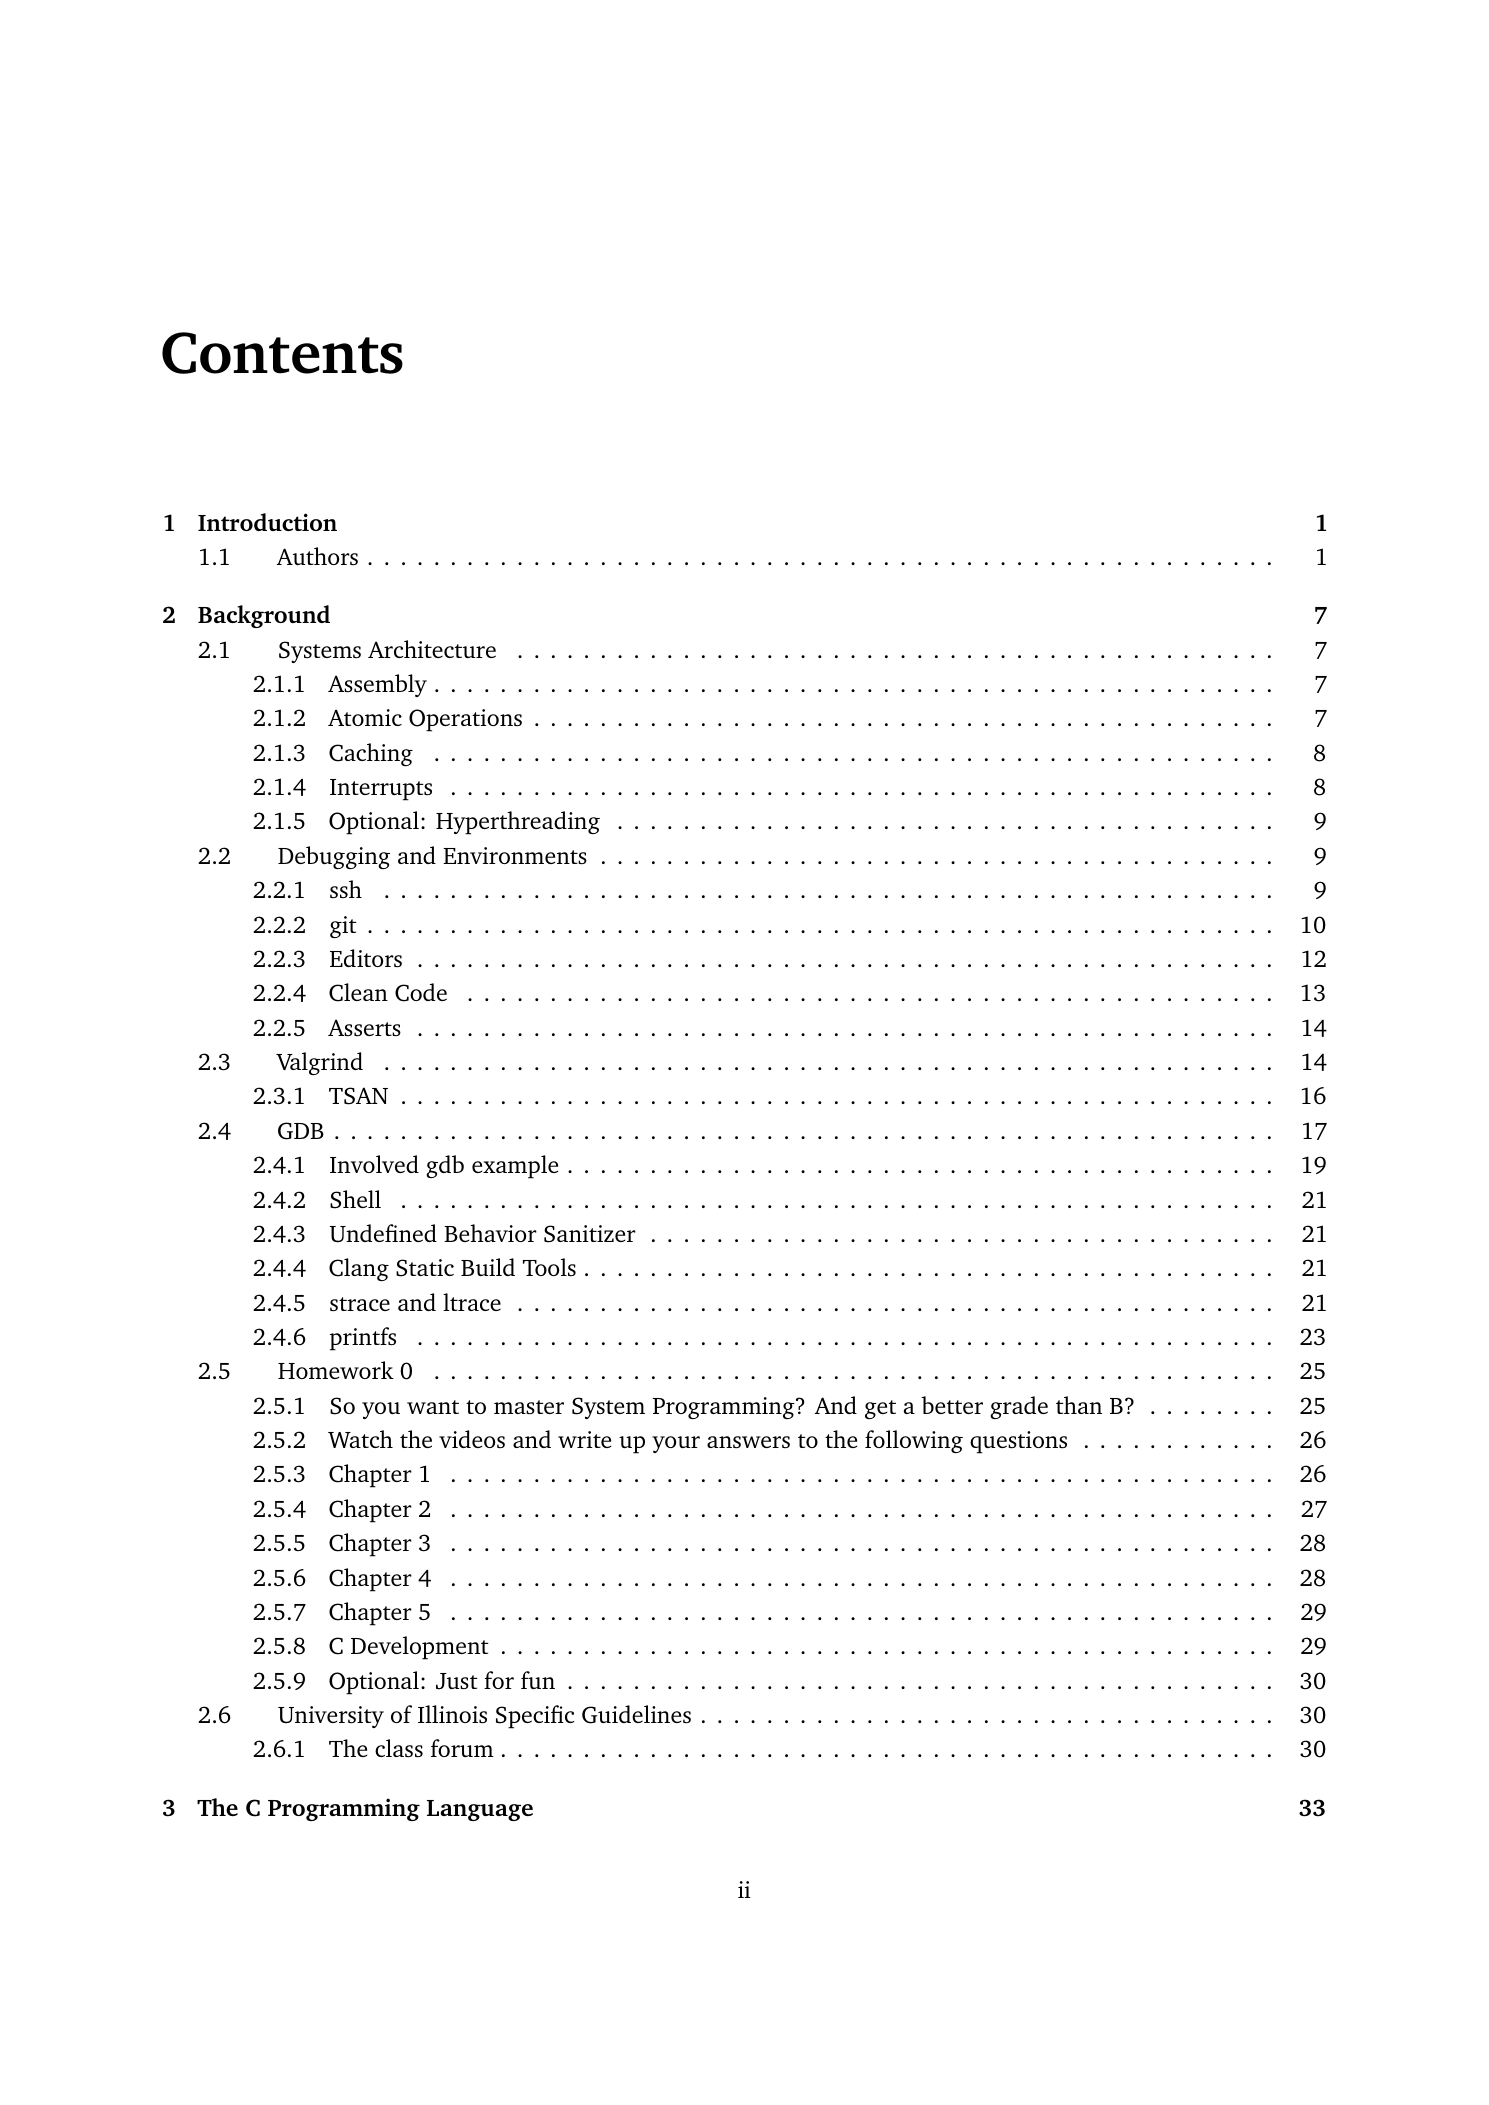 Contents
1 Introduction 1
1.1 Authors . . . . . . . . . . . . . . . . . . . . . . . . . . . . . . . . . . . . . . . . . . . . . . . . . . . . . . . 1
2 Background 7
2.1 Systems Architecture . . . . . . . . . . . . . . . . . . . . . . . . . . . . . . . . . . . . . . . . . . . . . . 7
2.1.1 Assembly . . . . . . . . . . . . . . . . . . . . . . . . . . . . . . . . . . . . . . . . . . . . . . . . . . . 7
2.1.2 Atomic Operations . . . . . . . . . . . . . . . . . . . . . . . . . . . . . . . . . . . . . . . . . . . . . 7
2.1.3 Caching . . . . . . . . . . . . . . . . . . . . . . . . . . . . . . . . . . . . . . . . . . . . . . . . . . . 8
2.1.4 Interrupts . . . . . . . . . . . . . . . . . . . . . . . . . . . . . . . . . . . . . . . . . . . . . . . . . . 8
2.1.5 Optional: Hyperthreading . . . . . . . . . . . . . . . . . . . . . . . . . . . . . . . . . . . . . . . . 9
2.2 Debugging and Environments . . . . . . . . . . . . . . . . . . . . . . . . . . . . . . . . . . . . . . . . . 9
2.2.1 ssh . . . . . . . . . . . . . . . . . . . . . . . . . . . . . . . . . . . . . . . . . . . . . . . . . . . . . . 9
2.2.2 git . . . . . . . . . . . . . . . . . . . . . . . . . . . . . . . . . . . . . . . . . . . . . . . . . . . . . . . 10
2.2.3 Editors . . . . . . . . . . . . . . . . . . . . . . . . . . . . . . . . . . . . . . . . . . . . . . . . . . . . 12
2.2.4 Clean Code . . . . . . . . . . . . . . . . . . . . . . . . . . . . . . . . . . . . . . . . . . . . . . . . . 13
2.2.5 Asserts . . . . . . . . . . . . . . . . . . . . . . . . . . . . . . . . . . . . . . . . . . . . . . . . . . . . 14
2.3 Valgrind . . . . . . . . . . . . . . . . . . . . . . . . . . . . . . . . . . . . . . . . . . . . . . . . . . . . . . 14
2.3.1 TSAN . . . . . . . . . . . . . . . . . . . . . . . . . . . . . . . . . . . . . . . . . . . . . . . . . . . . . 16
2.4 GDB . . . . . . . . . . . . . . . . . . . . . . . . . . . . . . . . . . . . . . . . . . . . . . . . . . . . . . . . . 17
2.4.1 Involved gdb example . . . . . . . . . . . . . . . . . . . . . . . . . . . . . . . . . . . . . . . . . . . 19
2.4.2 Shell . . . . . . . . . . . . . . . . . . . . . . . . . . . . . . . . . . . . . . . . . . . . . . . . . . . . . 21
2.4.3 Undefined Behavior Sanitizer . . . . . . . . . . . . . . . . . . . . . . . . . . . . . . . . . . . . . . 21
2.4.4 Clang Static Build Tools . . . . . . . . . . . . . . . . . . . . . . . . . . . . . . . . . . . . . . . . . . 21
2.4.5 strace and ltrace . . . . . . . . . . . . . . . . . . . . . . . . . . . . . . . . . . . . . . . . . . . . . . 21
2.4.6 printfs . . . . . . . . . . . . . . . . . . . . . . . . . . . . . . . . . . . . . . . . . . . . . . . . . . . . 23
2.5 Homework 0 . . . . . . . . . . . . . . . . . . . . . . . . . . . . . . . . . . . . . . . . . . . . . . . . . . . 25
2.5.1 So you want to master System Programming? And get a better grade than B? . . . . . . . . 25
2.5.2 Watch the videos and write up your answers to the following questions . . . . . . . . . . . . 26
2.5.3 Chapter 1 . . . . . . . . . . . . . . . . . . . . . . . . . . . . . . . . . . . . . . . . . . . . . . . . . . 26
2.5.4 Chapter 2 . . . . . . . . . . . . . . . . . . . . . . . . . . . . . . . . . . . . . . . . . . . . . . . . . . 27
2.5.5 Chapter 3 . . . . . . . . . . . . . . . . . . . . . . . . . . . . . . . . . . . . . . . . . . . . . . . . . . 28
2.5.6 Chapter 4 . . . . . . . . . . . . . . . . . . . . . . . . . . . . . . . . . . . . . . . . . . . . . . . . . . 28
2.5.7 Chapter 5 . . . . . . . . . . . . . . . . . . . . . . . . . . . . . . . . . . . . . . . . . . . . . . . . . . 29
2.5.8 C Development . . . . . . . . . . . . . . . . . . . . . . . . . . . . . . . . . . . . . . . . . . . . . . . 29
2.5.9 Optional: Just for fun . . . . . . . . . . . . . . . . . . . . . . . . . . . . . . . . . . . . . . . . . . . 30
2.6 University of Illinois Specific Guidelines . . . . . . . . . . . . . . . . . . . . . . . . . . . . . . . . . . . 30
2.6.1 The class forum . . . . . . . . . . . . . . . . . . . . . . . . . . . . . . . . . . . . . . . . . . . . . . . 30
3 The C Programming Language 33
ii